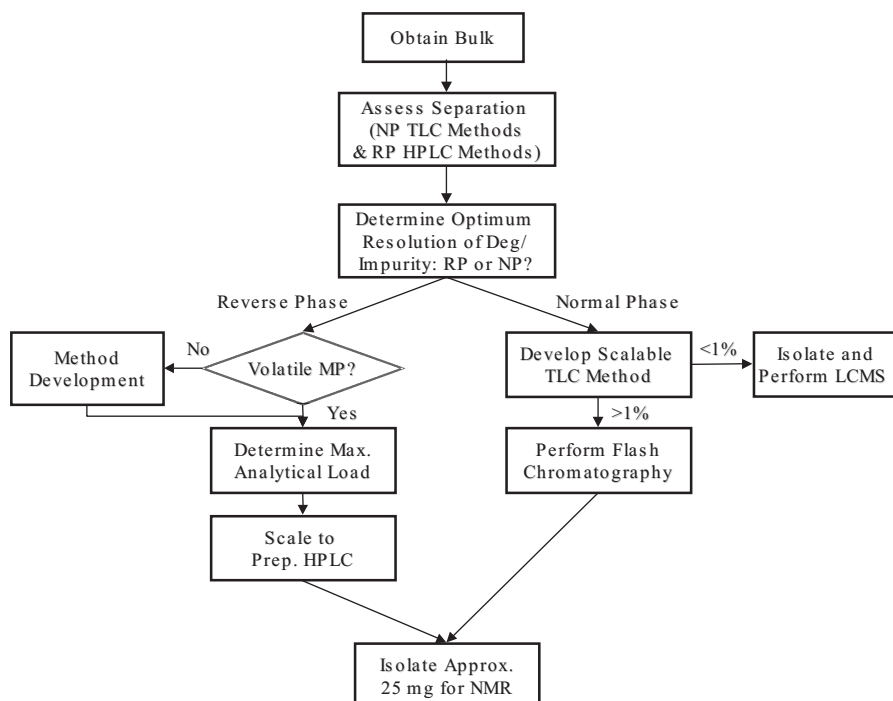 Obtain Bulk
Assess Separation
(NP TLC Methods
& RP HPLC Methods)
Determine Optimum
Resolution of Deg/
Impurity: RP or NP?
Reverse Phase
Normal Phase
Method
Development
No
Volatile MP?
Yes
Develop Scalable
TLC Method
<1%
Isolate and
Perform LCMS
>1%
Determine Max.
Analytical Load
Perform Flash
Chromatography
Scale to
Prep. HPLC
Isolate Approx.
25 mg for NMR